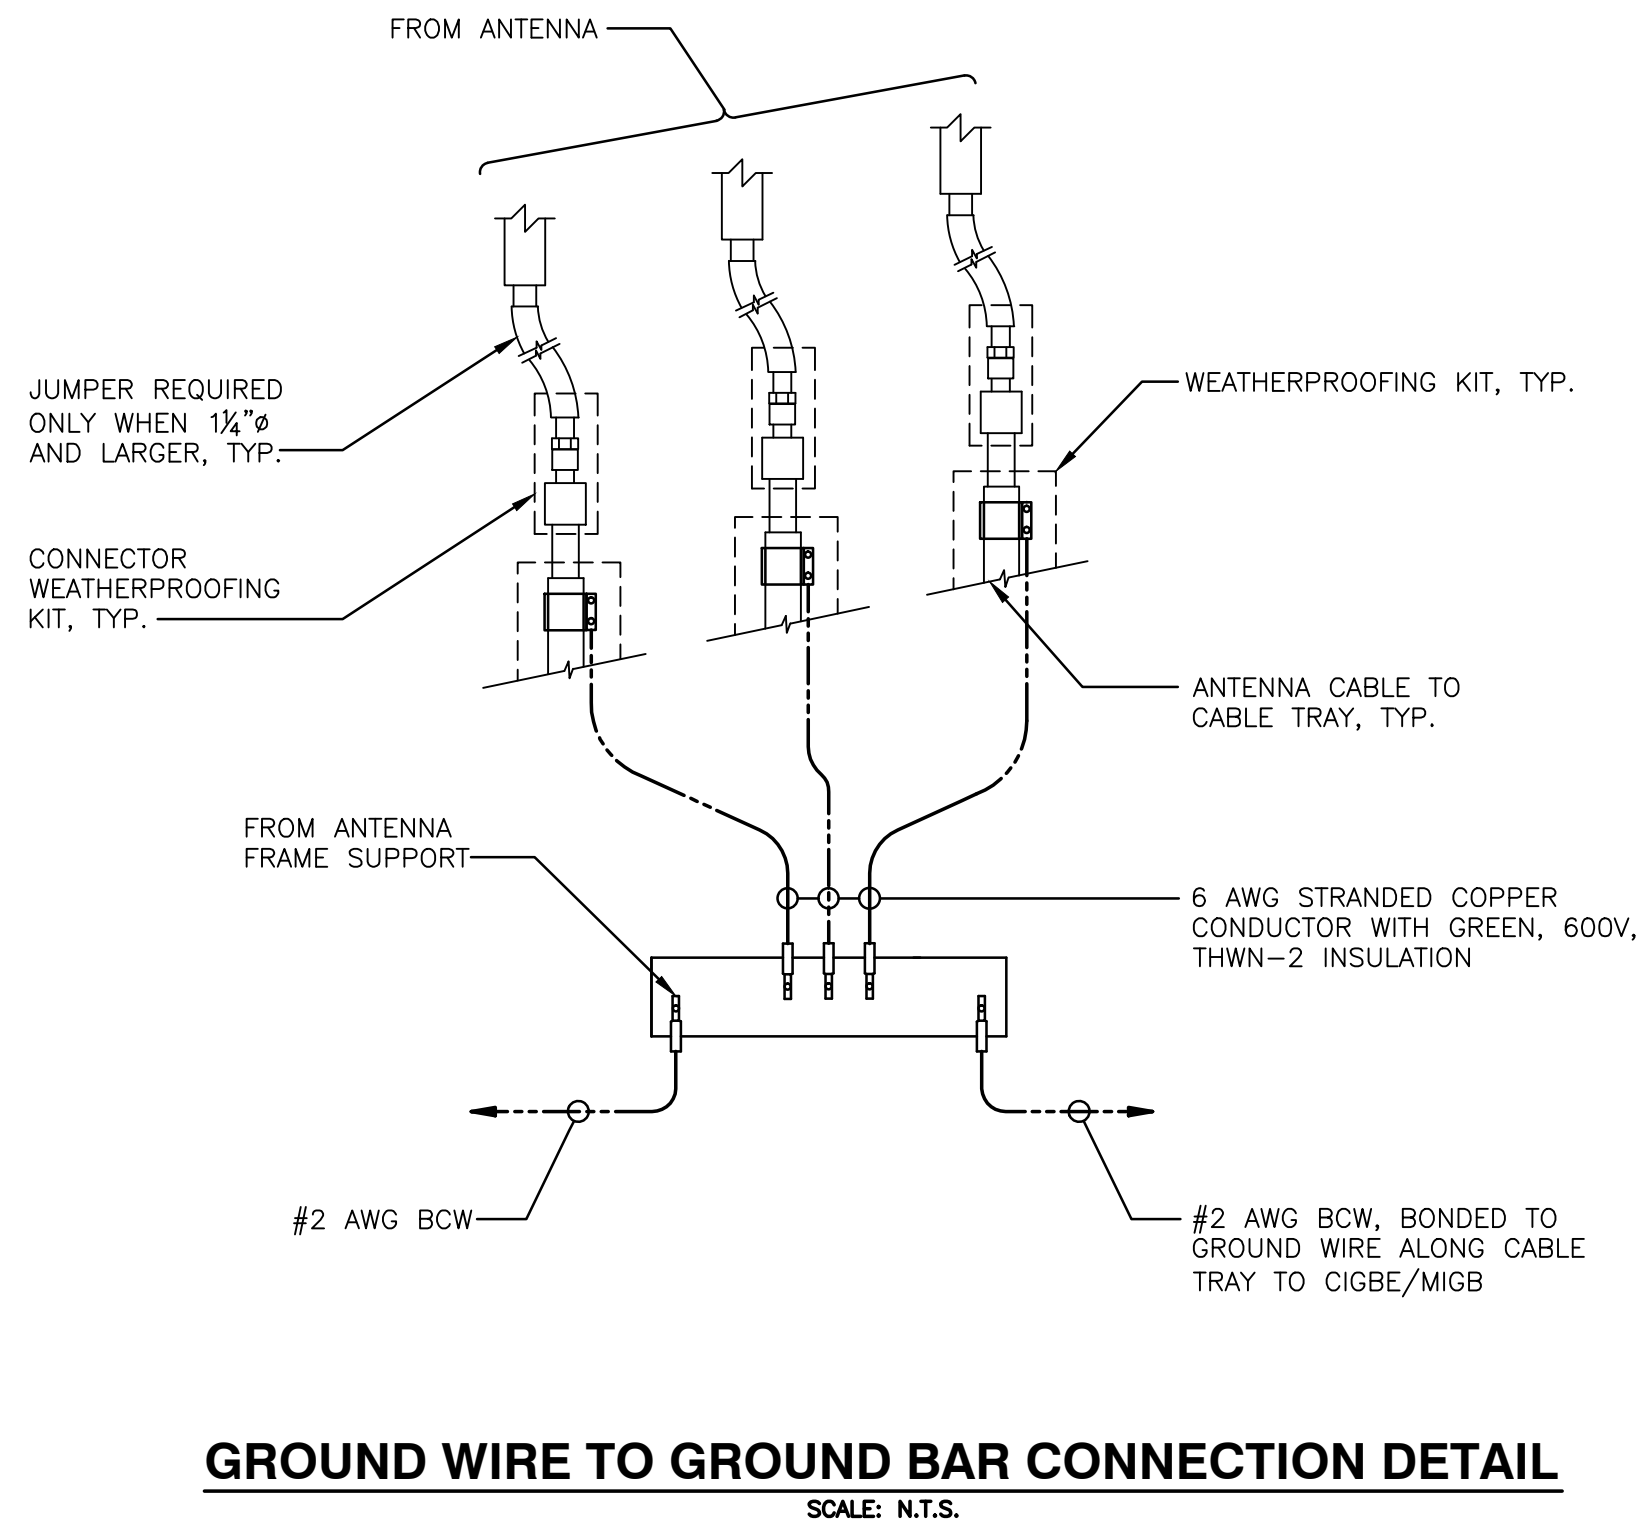 FROM ANTENNA
JUMPER REQUIRED
ONLY WHEN 1¼"ø
AND LARGER, TYP.
WEATHERPROOFING KIT, TYP.
CONNECTOR
WEATHERPROOFING
KIT, TYP.
ANTENNA CABLE TO
CABLE TRAY, TYP.
FROM ANTENNA
FRAME SUPPORT
6 AWG STRANDED COPPER
CONDUCTOR WITH GREEN, 600V,
THWN-2 INSULATION
#2 AWG BCW
#2 AWG BCW, BONDED TO
GROUND WIRE ALONG CABLE
TRAY TO CIGBE/MIGB
GROUND WIRE TO GROUND BAR CONNECTION DETAIL
SCALE: N.T.S.